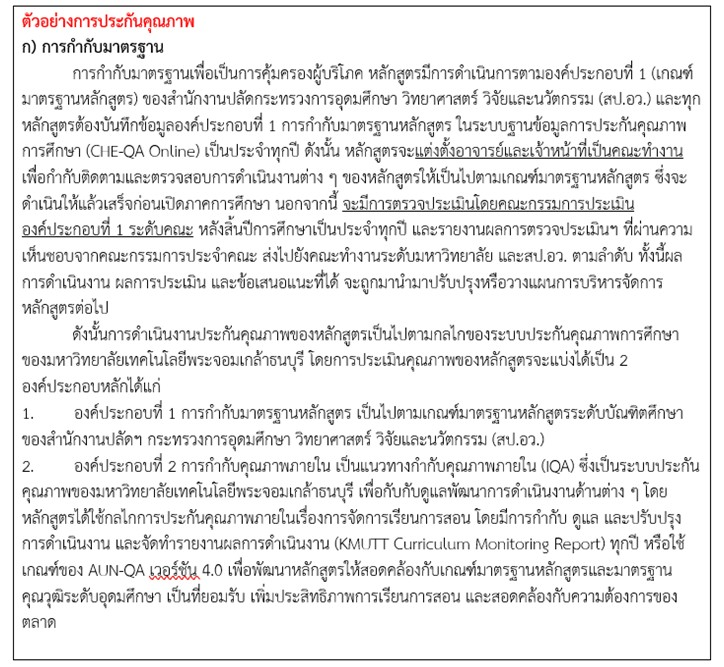 ตัวอย่างการประกันคุณภาพ
ก) การกำกับมาตรฐาน
การกำกับมาตรฐานเพื่อเป็นการคุ้มครองผู้บริโภค หลักสูตรมีการดำเนินการตามองค์ประกอบที่ 1 (เกณฑ์
มาตรฐานหลักสูตร) ของสำนักงานปลัดกระทรวงการอุดมศึกษา วิทยาศาสตร์ วิจัยและนวัตกรรม (สป.อว.) และทุก
หลักสูตรต้องบันทึกข้อมูลองค์ประกอบที่ 1 การกำกับมาตรฐานหลักสูตร ในระบบฐานข้อมูลการประกันคุณภาพ
การศึกษา (CHE-QA Online) เป็นประจำทุกปี ดังนั้น หลักสูตรจะแต่งตั้งอาจารย์และเจ้าหน้าที่เป็นคณะทำงาน
เพื่อกำกับติดตามและตรวจสอบการดำเนินงานต่าง ๆ ของหลักสูตรให้เป็นไปตามเกณฑ์มาตรฐานหลักสูตร ซึ่งจะ
ดำเนินให้แล้วเสร็จก่อนเปิดภาคการศึกษา นอกจากนี้ จะมีการตรวจประเมินโดยคณะกรรมการประเมิน
องค์ประกอบที่ 1 ระดับคณะ หลังสิ้นปีการศึกษาเป็นประจำทุกปี และรายงานผลการตรวจประเมินฯ ที่ผ่านความ
เห็นชอบจากคณะกรรมการประจำคณะ ส่งไปยังคณะทำงานระดับมหาวิทยาลัย และสป.อว. ตามลำดับ ทั้งนี้ผล
การดำเนินงาน ผลการประเมิน และข้อเสนอแนะที่ได้ จะถูกมานำมาปรับปรุงหรือวางแผนการบริหารจัดการ
หลักสูตรต่อไป
ดังนั้นการดำเนินงานประกันคุณภาพของหลักสูตรเป็นไปตามกลไกของระบบประกันคุณภาพการศึกษา
ของมหาวิทยาลัยเทคโนโลยีพระจอมเกล้าธนบุรี โดยการประเมินคุณภาพของหลักสูตรจะแบ่งได้เป็น 2
องค์ประกอบหลักได้แก่
1. องค์ประกอบที่ 1 การกำกับมาตรฐานหลักสูตร เป็นไปตามเกณฑ์มาตรฐานหลักสูตรระดับบัณฑิตศึกษา
ของสำนักงานปลัดฯ กระทรวงการอุดมศึกษา วิทยาศาสตร์ วิจัยและนวัตกรรม (สป.อว.)
2. องค์ประกอบที่ 2 การกำกับคุณภาพภายใน เป็นแนวทางกำกับคุณภาพภายใน (IQA) ซึ่งเป็นระบบประกัน
คุณภาพของมหาวิทยาลัยเทคโนโลยีพระจอมเกล้าธนบุรี เพื่อกับกับดูแลพัฒนาการดำเนินงานด้านต่าง ๆ โดย
หลักสูตรได้ใช้กลไกการประกันคุณภาพภายในเรื่องการจัดการเรียนการสอน โดยมีการกำกับ ดูแล และปรับปรุง
การดำเนินงาน และจัดทำรายงานผลการดำเนินงาน (KMUTT Curriculum Monitoring Report) ทุกปี หรือใช้
เกณฑ์ของ AUN-QA เวอร์ชัน 4.0 เพื่อพัฒนาหลักสูตรให้สอดคล้องกับเกณฑ์มาตรฐานหลักสูตรและมาตรฐาน
คุณวุฒิระดับอุดมศึกษา เป็นที่ยอมรับ เพิ่มประสิทธิภาพการเรียนการสอน และสอดคล้องกับความต้องการของ
ตลาด